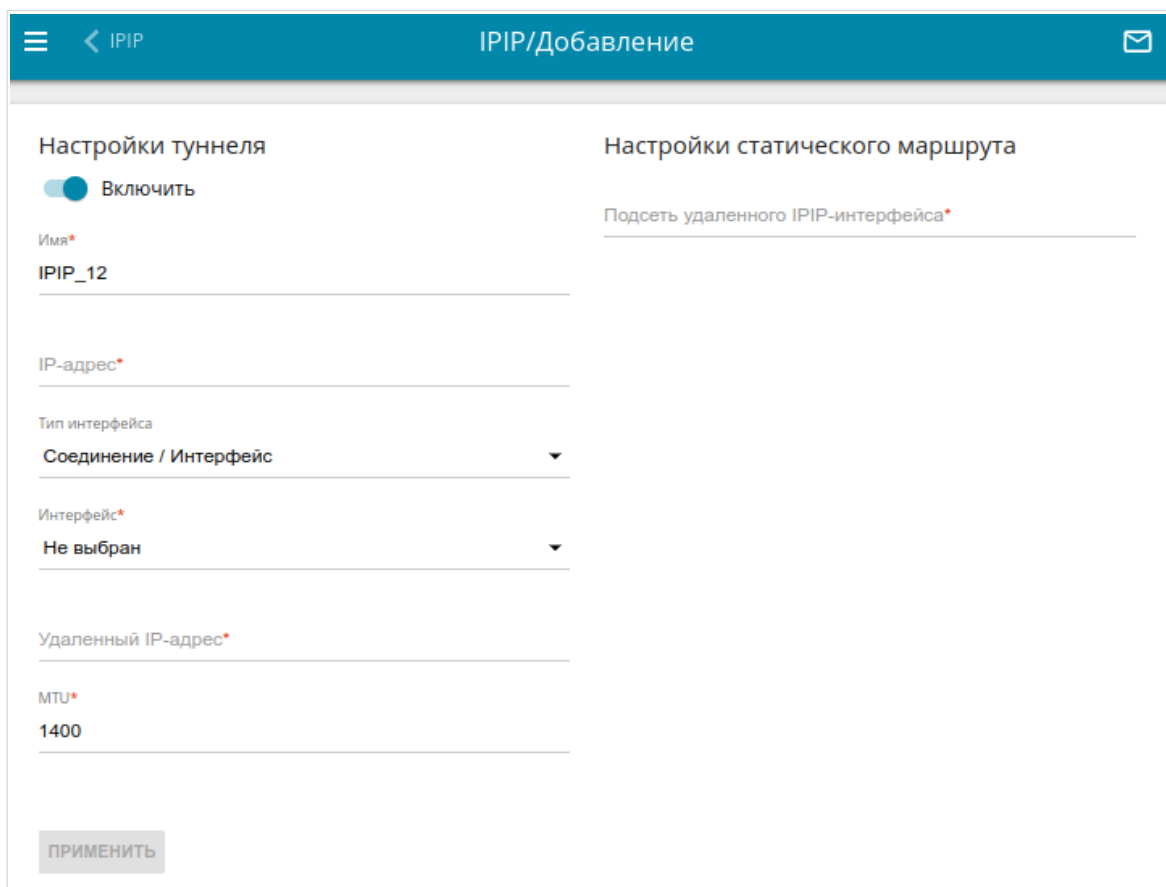 IPIP
IPIP/Добавление
Настройки туннеля
Включить
Имя*
IPIP_12
IP-адрес*
Тип интерфейса
Соединение / Интерфейс
Интерфейс*
Не выбран
Удаленный IP-адрес*
MTU*
1400
ПРИМЕНИТЬ
Настройки статического маршрута
Подсеть удаленного IPIP-интерфейса*